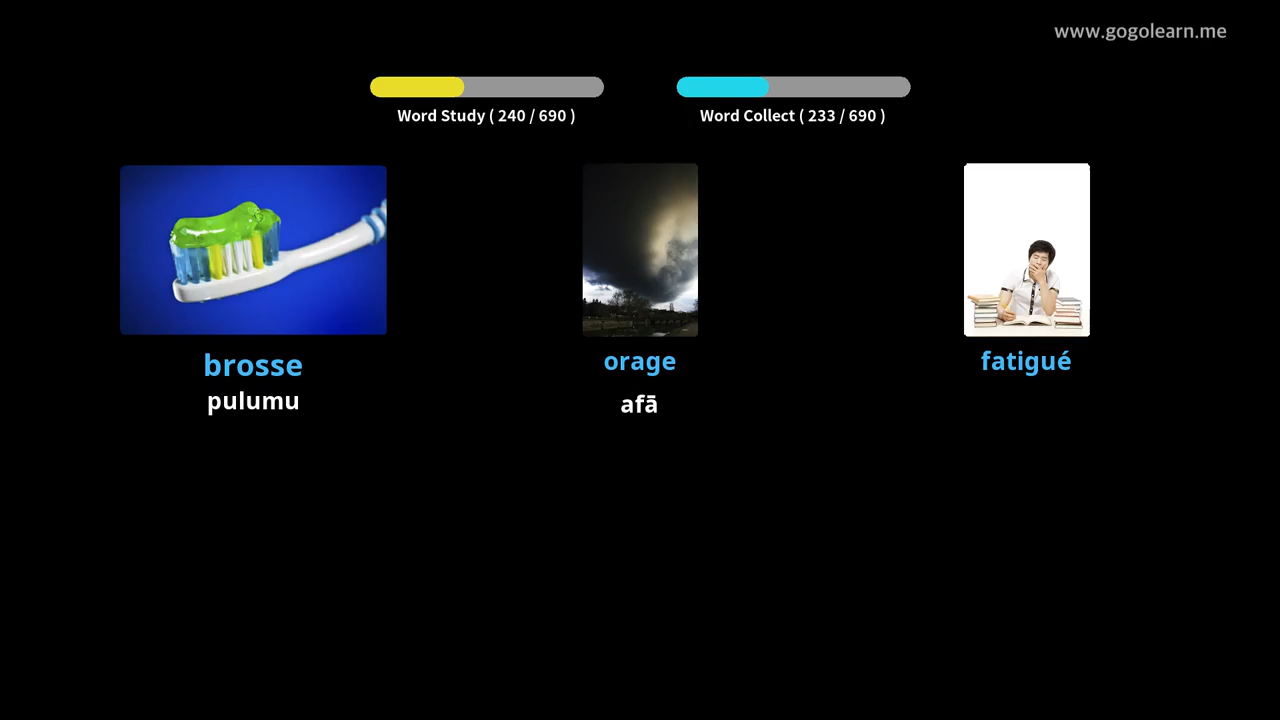 www.gogolearn.me
Word Study ( 240 / 690 )
Word Collect ( 233 / 690 )
brosse
pulumu
orage
afā
fatigué